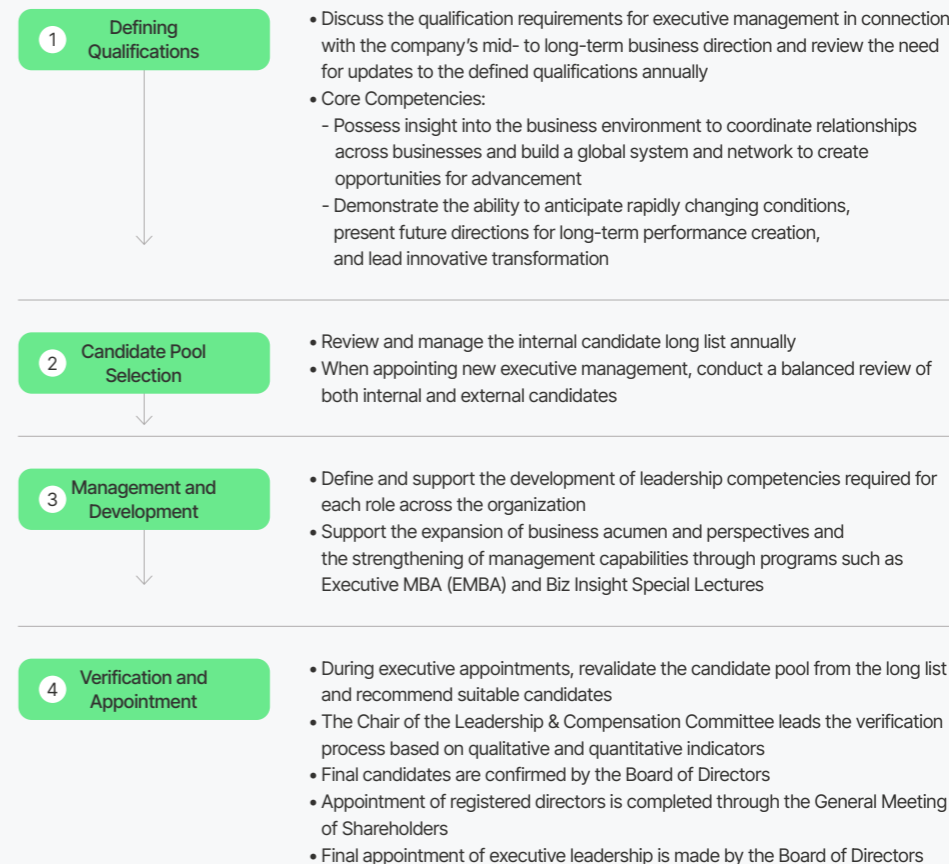 1
Defining
Qualifications
• Discuss the qualification requirements for executive management in connection
with the company's mid- to long-term business direction and review the need
for updates to the defined qualifications annually
• Core Competencies:
- Possess insight into the business environment to coordinate relationships
across businesses and build a global system and network to create
opportunities for advancement
- Demonstrate the ability to anticipate rapidly changing conditions,
present future directions for long-term performance creation,
and lead innovative transformation
2
Candidate Pool
Selection
• Review and manage the internal candidate long list annually
• When appointing new executive management, conduct a balanced review of
both internal and external candidates
3
Management and
Development
• Define and support the development of leadership competencies required for
each role across the organization
• Support the expansion of business acumen and perspectives and
the strengthening of management capabilities through programs such as
Executive MBA (EMBA) and Biz Insight Special Lectures
4
Verification and
Appointment
• During executive appointments, revalidate the candidate pool from the long list
and recommend suitable candidates
• The Chair of the Leadership & Compensation Committee leads the verification
process based on qualitative and quantitative indicators
• Final candidates are confirmed by the Board of Directors
• Appointment of registered directors is completed through the General Meeting
of Shareholders
• Final appointment of executive leadership is made by the Board of Directors